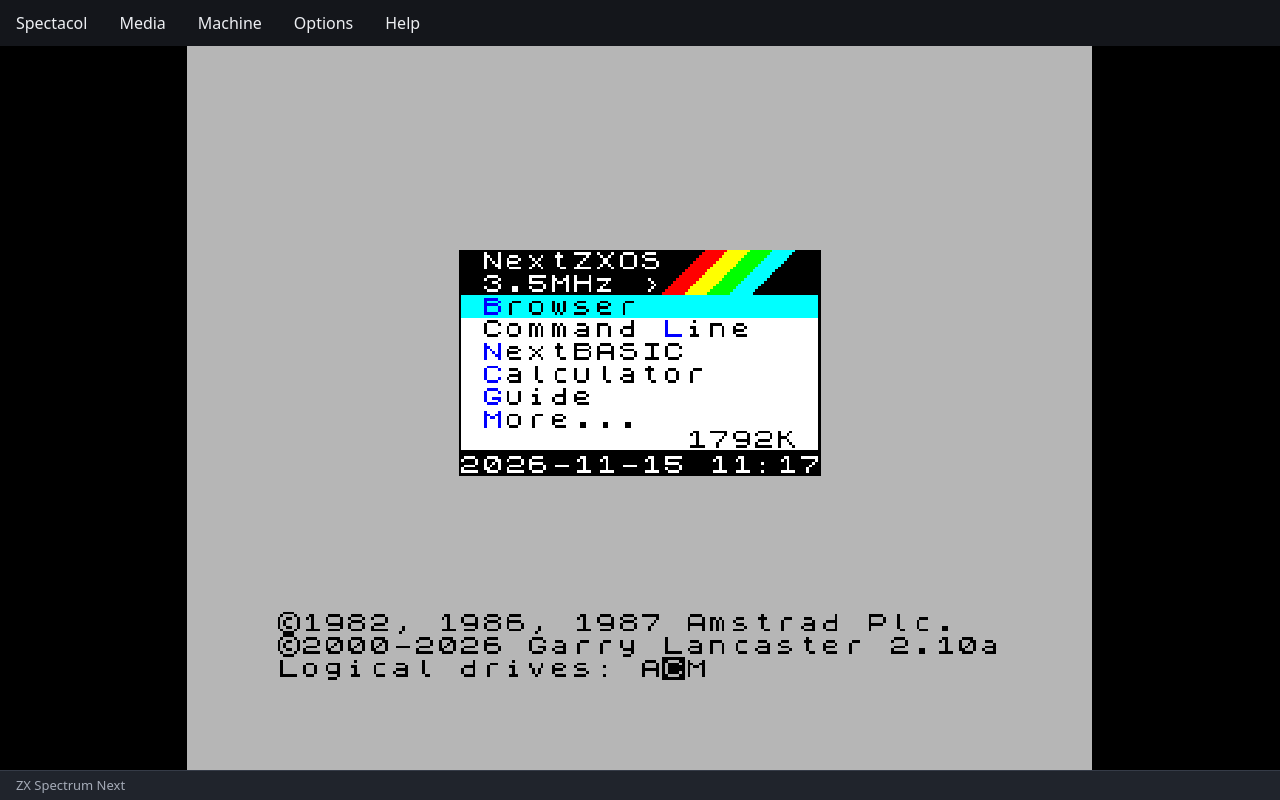 Spectacol Media Machine Options Help
NextZXOS
3.5MHz >
Browser
Command Line
NextBASIC
Calculator
Guide
More...
1792K
2026-11-15 11:17
©1982, 1986, 1987 Amstrad Plc.
©2000-2026 Garry Lancaster 2.10a
Logical drives: ACM
ZX Spectrum Next